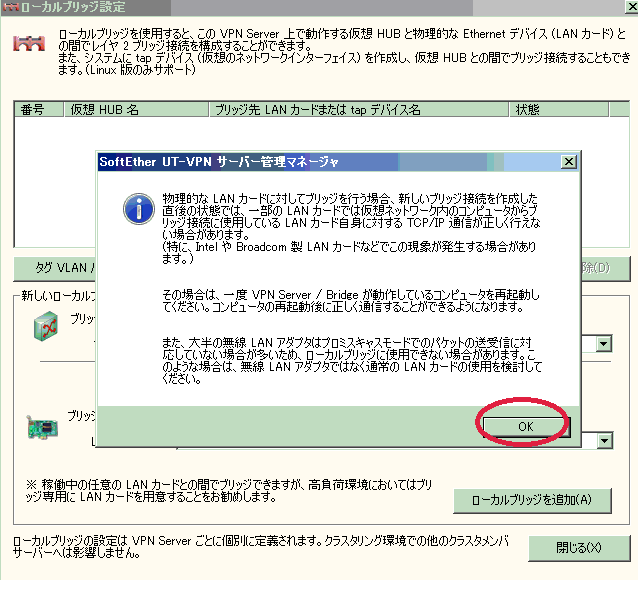 ローカルブリッジ設定
ローカルブリッジを使用すると、この VPN Server 上で動作する仮想 HUB と物理的な Ethernet デバイス (LAN カード) と
の間でレイヤ 2 ブリッジ接続を構成することができます。
また、システムに tap デバイス (仮想のネットワークインターフェイス) を作成し、仮想 HUB との間でブリッジ接続することもでき
ます。(Linux 版のみサポート)
番号 仮想 HUB 名 ブリッジ先 LAN カードまたは tap デバイス名 状態
SoftEther UT-VPN サーバー管理マネージャ
物理的な LAN カードに対してブリッジを行う場合、新しいブリッジ接続を作成した
直後の状態では、一部の LAN カードでは仮想ネットワーク内のコンピュータからブ
リッジ接続に使用している LAN カード自身に対する TCP/IP 通信が正しく行えな
い場合があります。
(特に、Intel や Broadcom 製 LAN カードなどでこの現象が発生する場合があり
ます。)
その場合は、一度 VPN Server / Bridge が動作しているコンピュータを再起動し
てください。コンピュータの再起動後に正しく通信することができるようになります。
また、大半の無線 LAN アダプタはプロミスキャスモードでのパケットの送受信に対
応していない場合が多いため、ローカルブリッジに使用できない場合があります。こ
のような場合は、無線 LAN アダプタではなく通常の LAN カードの使用を検討して
ください。
OK
タグ VLAN
除(D)
新しいローカルブ
ブリッ
ブリッジ
L
※ 稼働中の任意の LAN カードとの間でブリッジできますが、高負荷環境においてはブリ
ッジ専用に LAN カードを用意することをお勧めします。
ローカルブリッジを追加(A)
ローカルブリッジの設定は VPN Server ごとに個別に定義されます。クラスタリング環境での他のクラスタメンバ
サーバーへは影響しません。
閉じる(X)